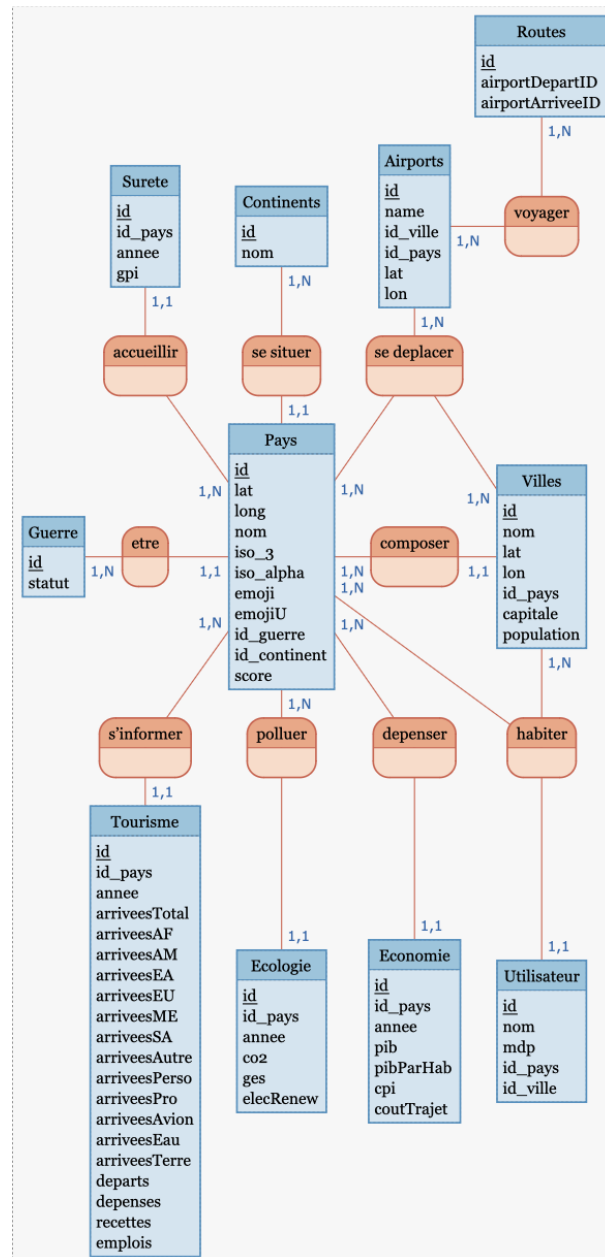 Routes
id
airportDepartID
airportArriveeID
1,N
voyager
Airports
id
name
id_ville
id_pays
lat
lon
1,N
1,N
Surete
id
id_pays
annee
gpi
1,1
Continents
id
nom
1,N
accueillir
se situer
se deplacer
1,N
1,1
1,N
1,N
Pays
id
lat
long
nom
iso_3
iso_alpha
emoji
emojiU
id_guerre
id_continent
score
Guerre
id
statut
1,N
etre
1,1
composer
1,N
1,1
1,N
Villes
id
nom
lat
lon
id_pays
capitale
population
1,N
1,N
1,N
1,N
s'informer
polluer
depenser
habiter
1,1
Tourisme
id
id_pays
annee
arriveesTotal
arriveesAF
arriveesAM
arriveesEA
arriveesEU
arriveesME
arriveesSA
arriveesAutre
arriveesPerso
arriveesPro
arriveesAvion
arriveesEau
arriveesTerre
departs
depenses
recettes
emplois
1,1
Ecologie
id
id_pays
annee
co2
ges
elecRenew
1,1
Economie
id
id_pays
annee
pib
pibParHab
cpi
coutTrajet
1,1
Utilisateur
id
nom
mdp
id_pays
id_ville